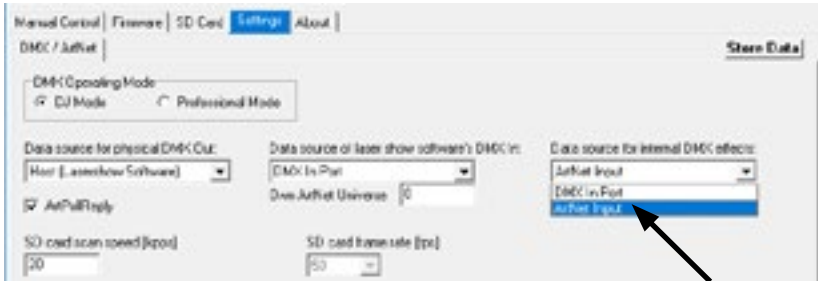 Manual Control Firmware SD Card Settings About
DMX / ArtNet Store Data
DMX Operating Mode
DJ Mode Professional Mode
Data source for physical DMX Out: Data source of laser show software's DMX In: Data source for internal DMX effects:
Host (Lasershow Software) DMX In Port ArtNet Input
Own ArtNet Universe 0 DMX In Port
ArtPollReply ArtNet Input
SD card scan speed [kpps] SD card frame rate [fps]
20 50